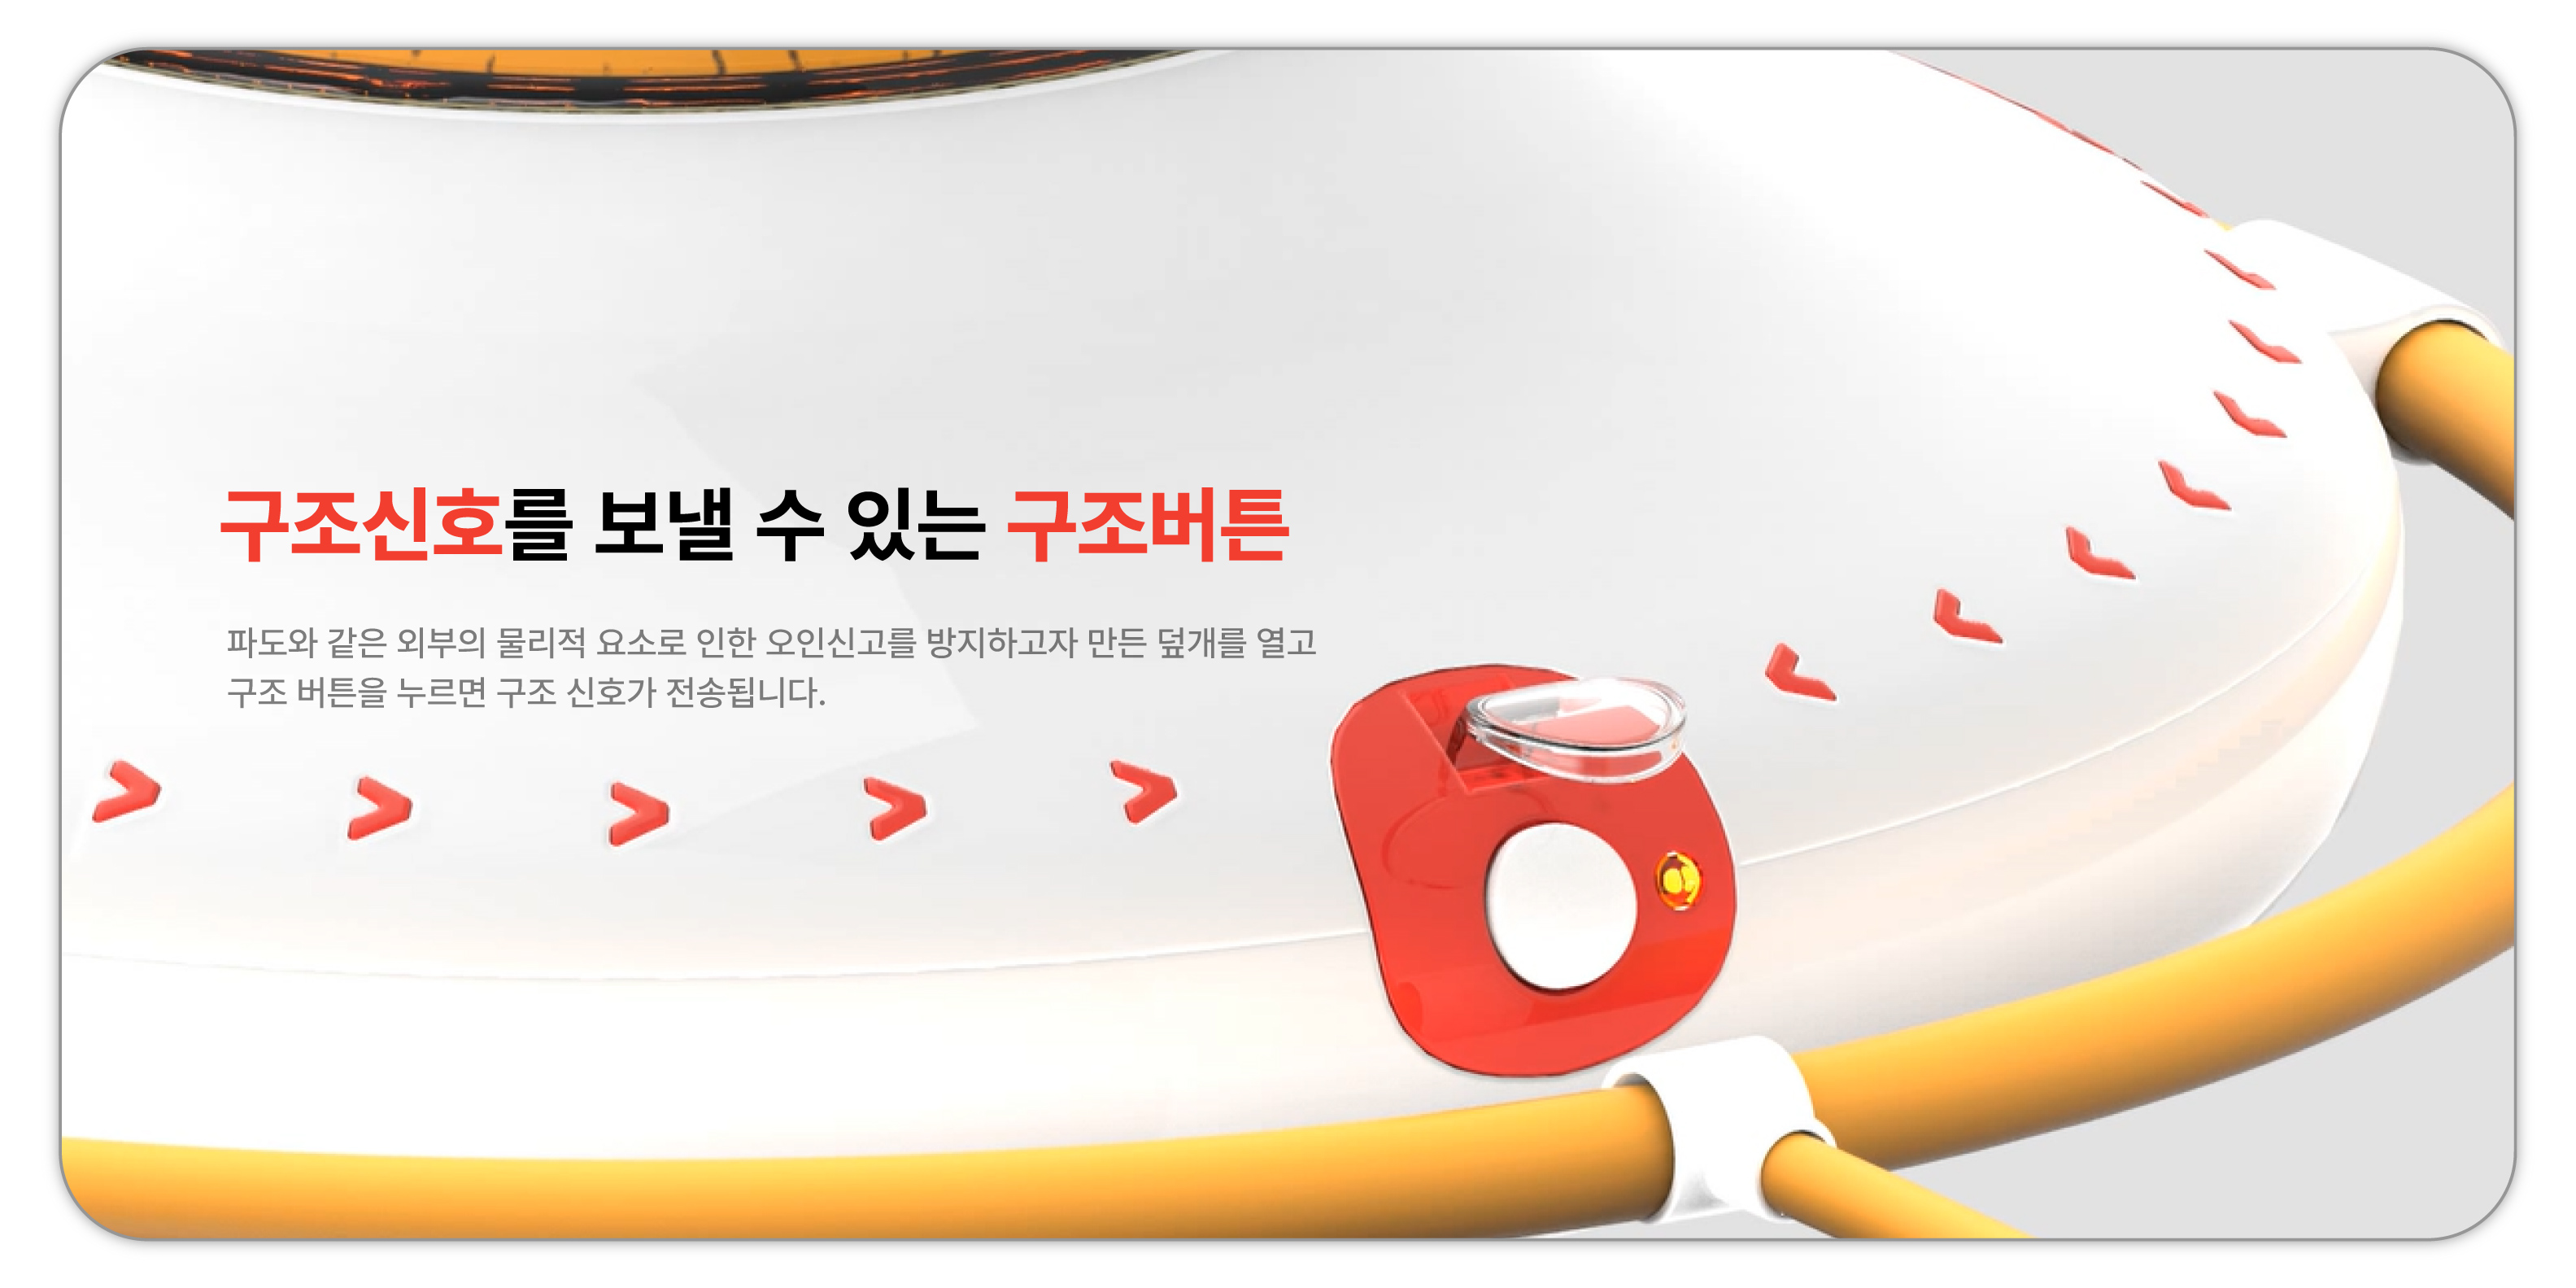 구조신호를 보낼 수 있는 구조버튼
파도와 같은 외부의 물리적 요소로 인한 오인신고를 방지하고자 만든 덮개를 열고
구조 버튼을 누르면 구조 신호가 전송됩니다.